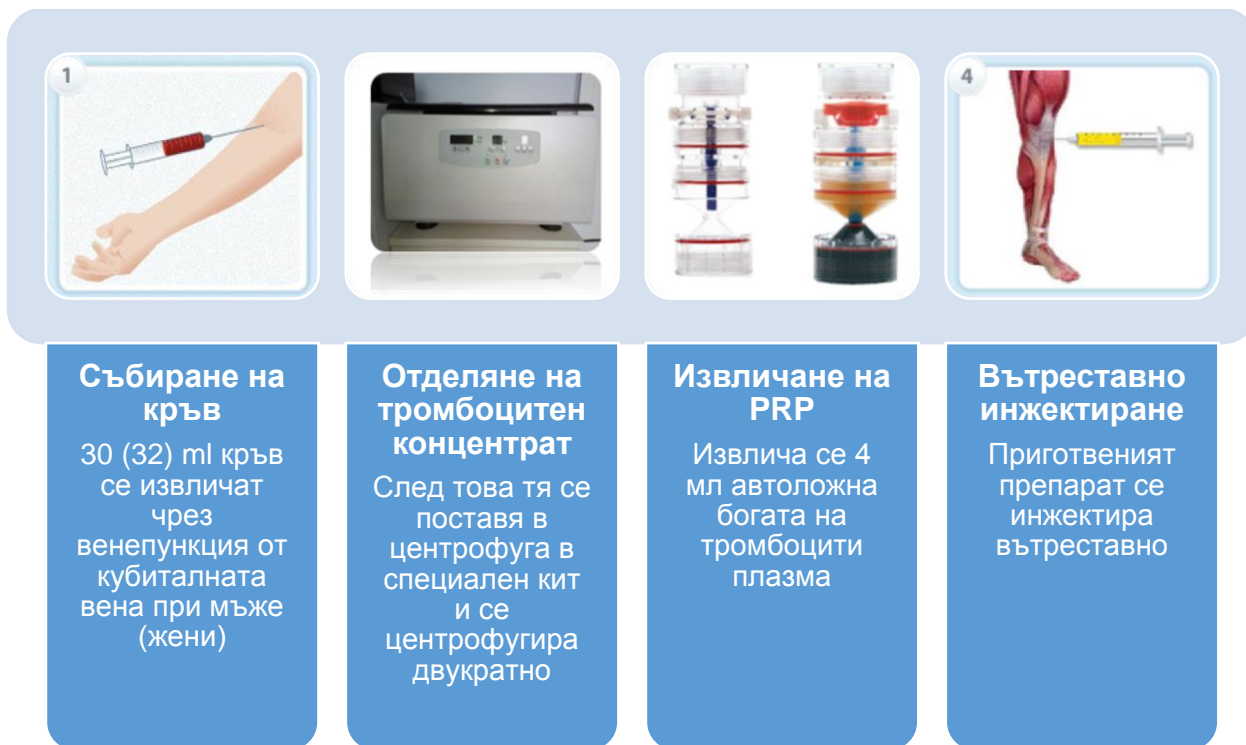 1
4
Събиране на
кръв
30 (32) ml кръв
се извличат
чрез
венепункция от
кубиталната
вена при мъже
(жени)
Отделяне на
тромбоцитен
концентрат
След това тя се
поставя в
центрофуга в
специален кит
и се
центрофугира
двукратно
Извличане на
PRP
Извлича се 4
мл автоложна
богата на
тромбоцити
плазма
Вътреставно
инжектиране
Приготвеният
препарат се
инжектира
вътреставно